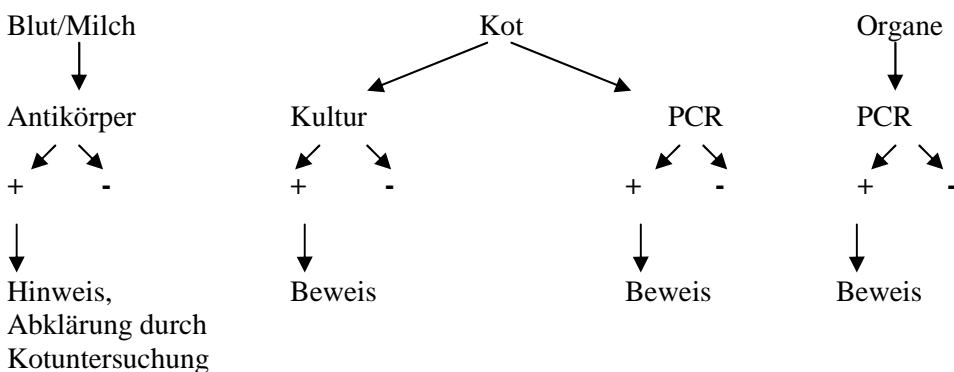 Blut/Milch Kot Organe
Antikörper Kultur PCR PCR
+ - + - + - + -
Hinweis, Beweis Beweis Beweis
Abklärung durch
Kotuntersuchung